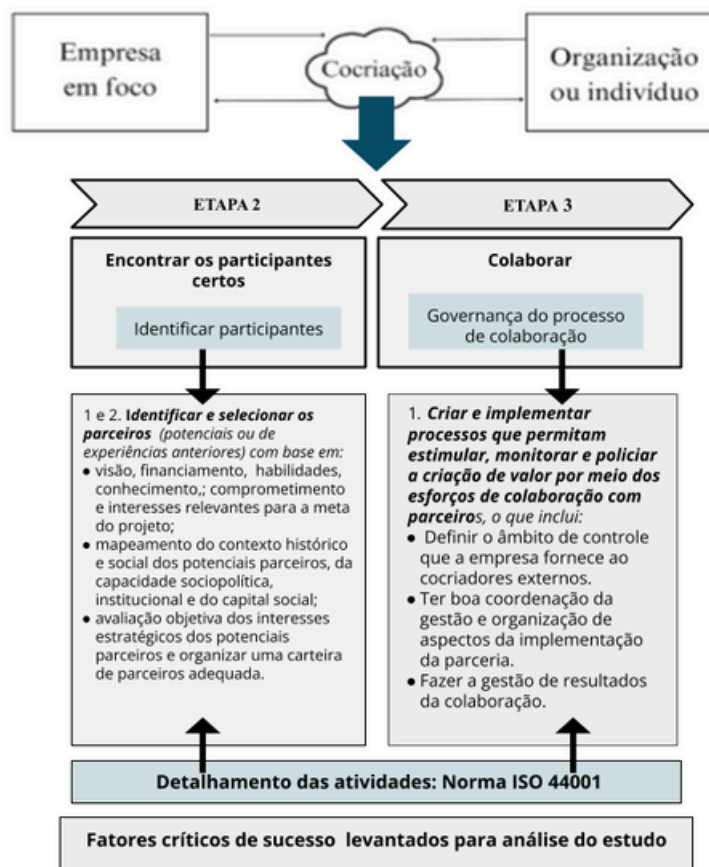 Empresa
em foco
Cocriação
Organização
ou indivíduo
ETAPA 2
ETAPA 3
Encontrar os participantes
certos
Identificar participantes
Colaborar
Governança do processo
de colaboração
1 e 2. Identificar e selecionar os
parceiros (potenciais ou de
experiências anteriores) com base em:
● visão, financiamento, habilidades,
conhecimento,; comprometimento
e interesses relevantes para a meta
do projeto;
● mapeamento do contexto histórico
e social dos potenciais parceiros, da
capacidade sociopolítica,
institucional e do capital social;
● avaliação objetiva dos interesses
estratégicos dos potenciais
parceiros e organizar uma carteira
de parceiros adequada.
1. Criar e implementar
processos que permitam
estimular, monitorar e policiar
a criação de valor por meio dos
esforços de colaboração com
parceiros, o que inclui:
● Definir o âmbito de controle
que a empresa fornece ao
cocriadores externos.
● Ter boa coordenação da
gestão e organização de
aspectos da implementação
da parceria.
● Fazer a gestão de resultados
da colaboração.
Detalhamento das atividades: Norma ISO 44001
Fatores críticos de sucesso levantados para análise do estudo